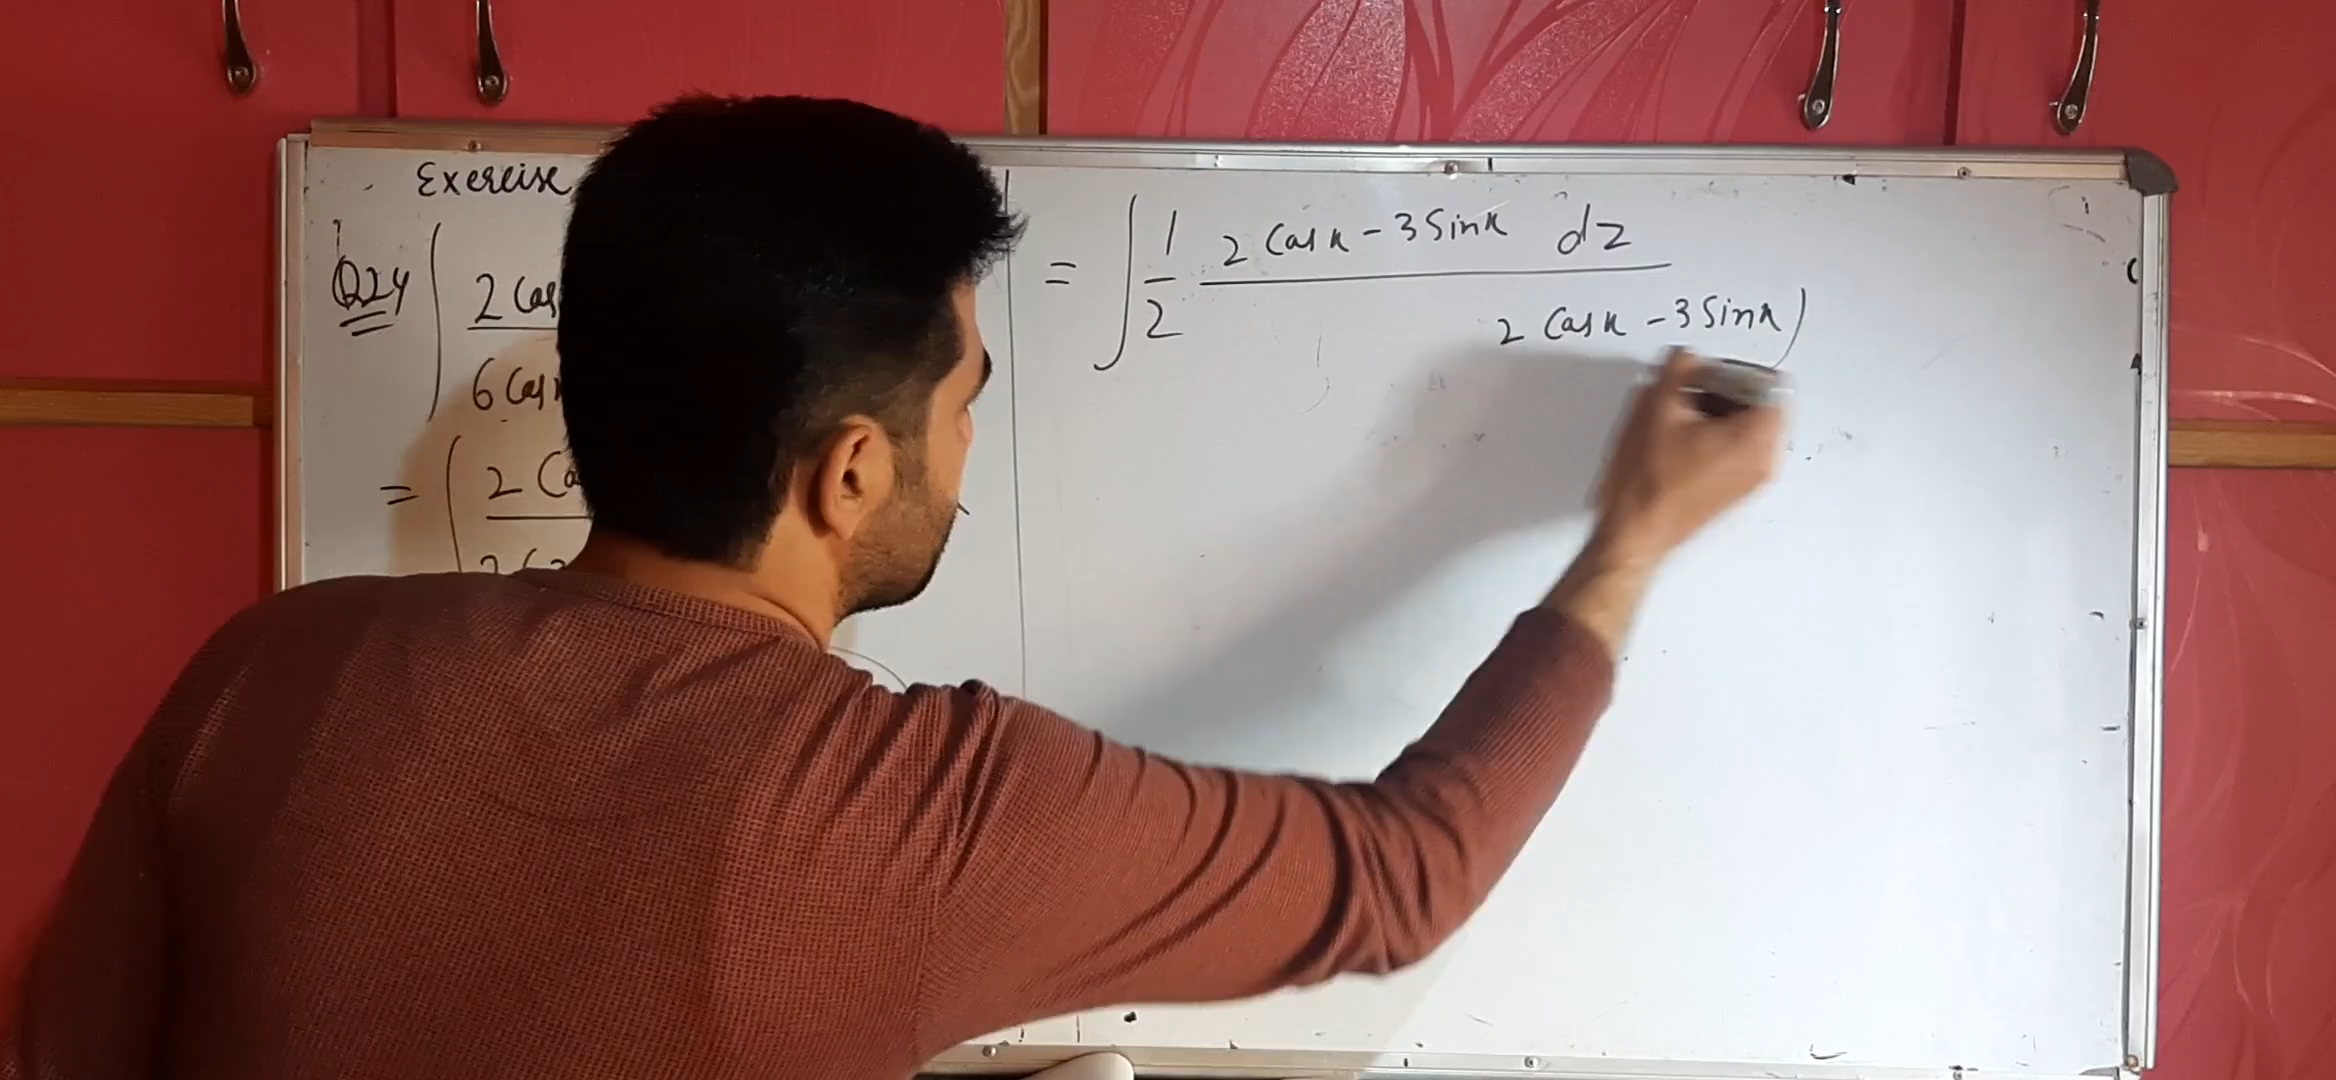 Exercise
Q24 ∫ 2 Cos
6 Cos
= ∫ 2 Co
= ∫ 1/2 (2 Cosx - 3 Sinx dz)/
2 Cosx - 3 Sinx)